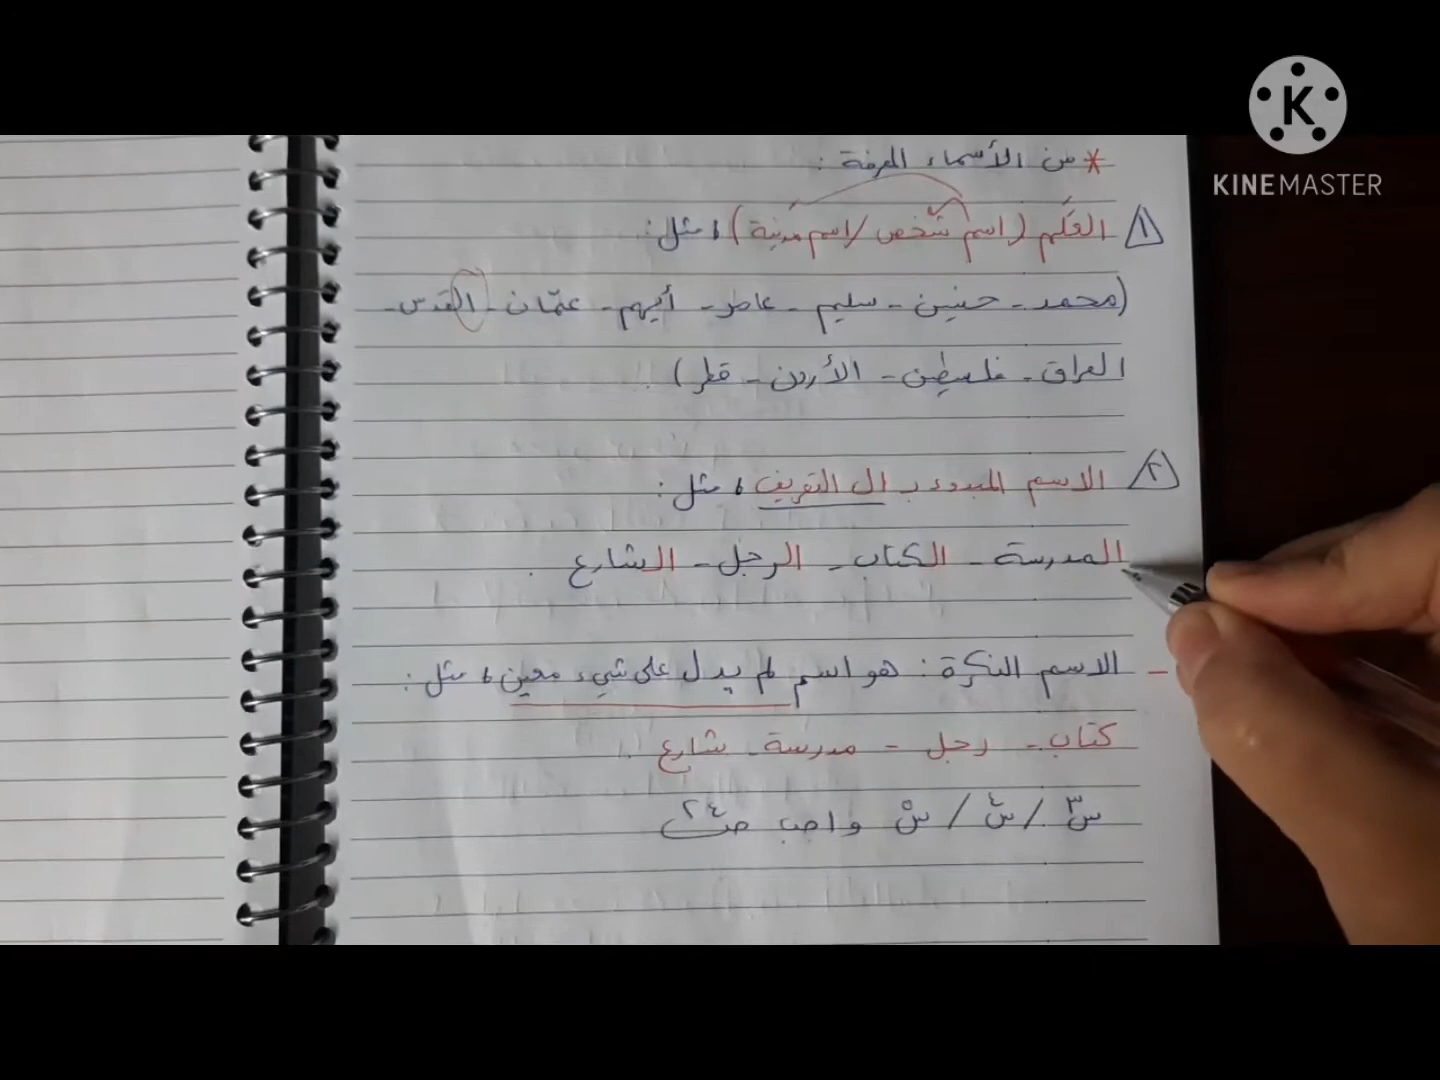 KINEMASTER
* من الأسماء المعرفة :
١ العَلَم (اسم شخص/اسم مدينة) ، مثل :
(محمد - حنين - سليم - عامر - أيهم - عمّان - القدس -
العراق - فلسطين - الأردن - قطر) .
٢ الاسم المبدوء بـ ال التعريف ، مثل :
المدرسة - الكتاب - الرجل - الشارع .
- الاسم النكرة : هو اسم لم يدل على شيء معين ، مثل :
كتاب - رجل - مدرسة - شارع .
س٣ / س٤ / س٥ واجب ص٢٤